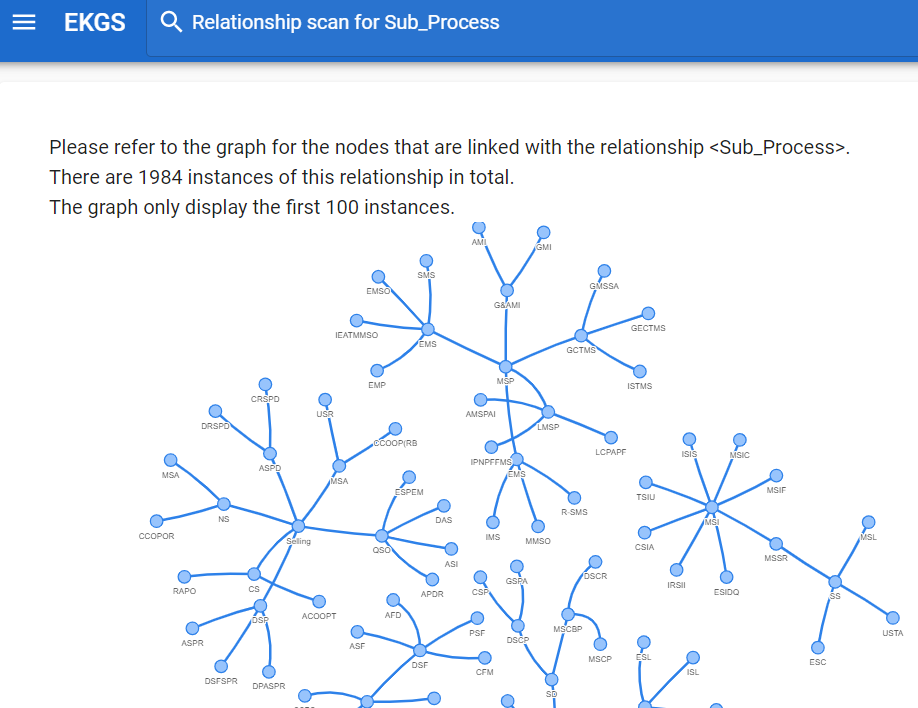 EKGS
Relationship scan for Sub_Process
Please refer to the graph for the nodes that are linked with the relationship <Sub_Process>.
There are 1984 instances of this relationship in total.
The graph only display the first 100 instances.
AMI
GMI
SMS
EMSO
GMSSA
G&AMI
GECTMS
IEATMMSO
EMS
GCTMS
EMP
MSP
ISTMS
CRSPD
USR
AMSPAI
DRSPD
LMSP
CCOOP(RB
LCPAPF
ISIS
MSIC
ASPD
IPNPFFMS
MSA
EMS
MSA
ESPEM
MSIF
TSIU
R-SMS
NS
DAS
MSI
CCOPOR
Selling
IMS
MMSO
MSL
QSO
CSIA
ASI
MSSR
GSPA
DSCR
IRSII
RAPO
CS
CSP
APDR
ESIDQ
SS
ACOOPT
AFD
DSP
MSCBP
PSF
USTA
ASPR
ASF
DSCP
ESL
MSCP
ESC
DSF
CFM
ISL
DSFSPR
DPASPR
SD